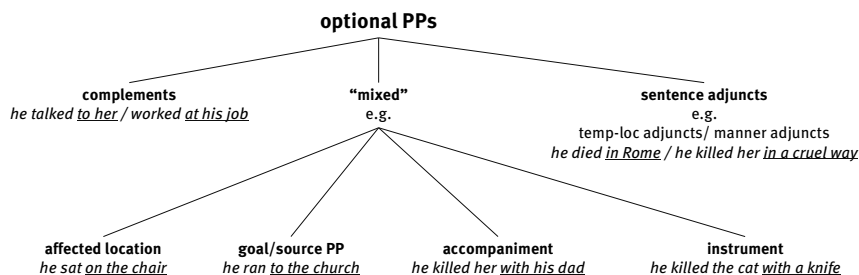 optional PPs
complements
he talked to her / worked at his job
“mixed”
e.g.
sentence adjuncts
e.g.
temp-loc adjuncts/ manner adjuncts
he died in Rome / he killed her in a cruel way
affected location
he sat on the chair
goal/source PP
he ran to the church
accompaniment
he killed her with his dad
instrument
he killed the cat with a knife